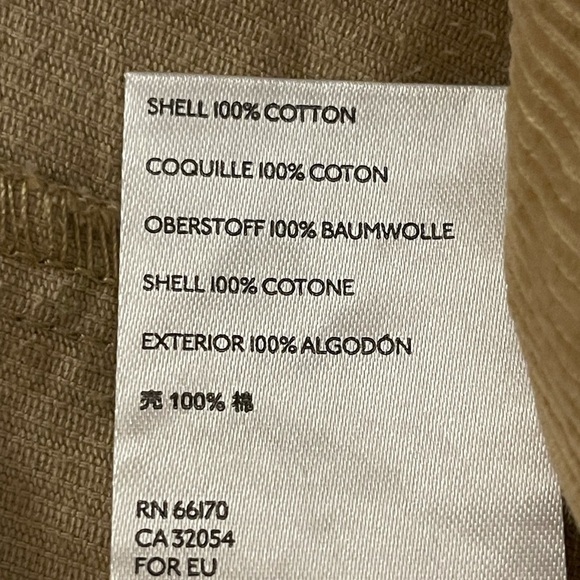 SHELL 100% COTTON
COQUILLE 100% COTON
OBERSTOFF 100% BAUMWOLLE
SHELL 100% COTONE
EXTERIOR 100% ALGODÓN
売 100% 棉
RN 66170
CA 32054
FOR EU